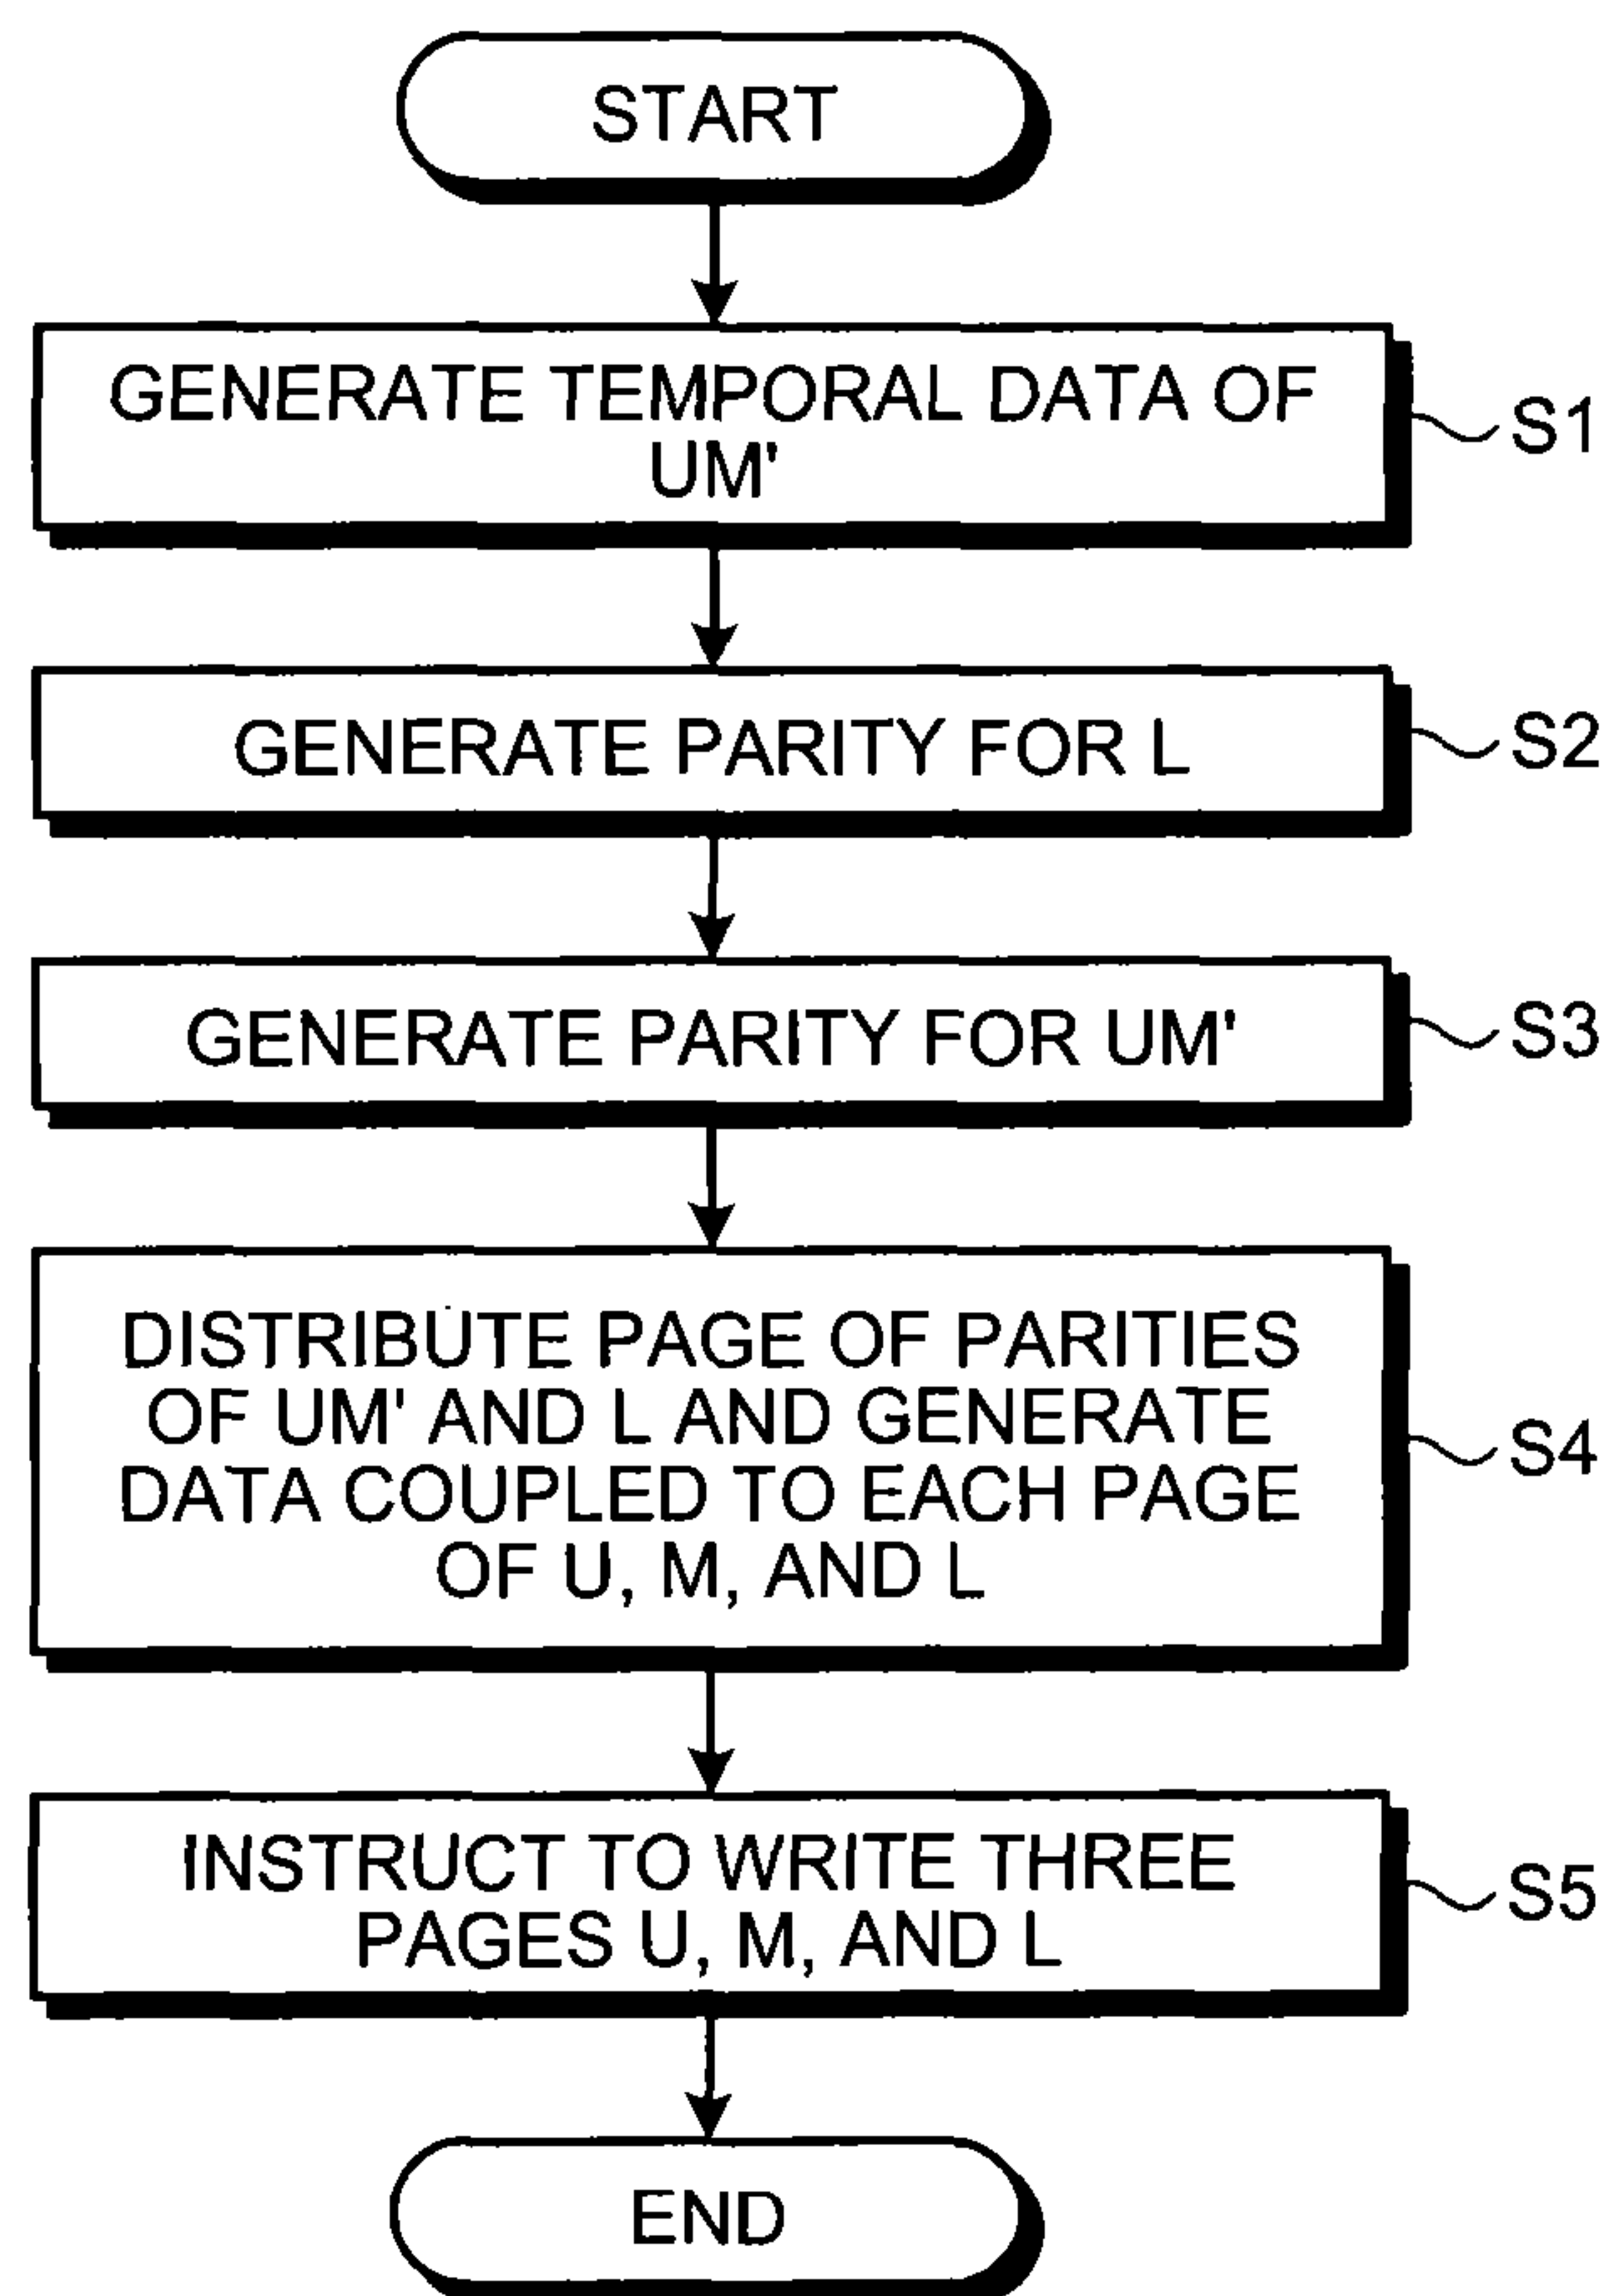 START
GENERATE TEMPORAL DATA OF
UM'
S1
GENERATE PARITY FOR L
S2
GENERATE PARITY FOR UM'
S3
DISTRIBUTE PAGE OF PARITIES
OF UM' AND L AND GENERATE
DATA COUPLED TO EACH PAGE
OF U, M, AND L
S4
INSTRUCT TO WRITE THREE
PAGES U, M, AND L
S5
END